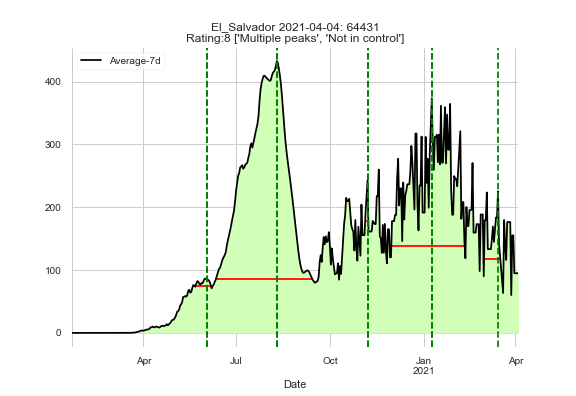 El_Salvador 2021-04-04: 64431
Rating:8 ['Multiple peaks', 'Not in control']
Average-7d
400
300
200
100
0
Apr
Jul
Oct
Jan
2021
Apr
Date